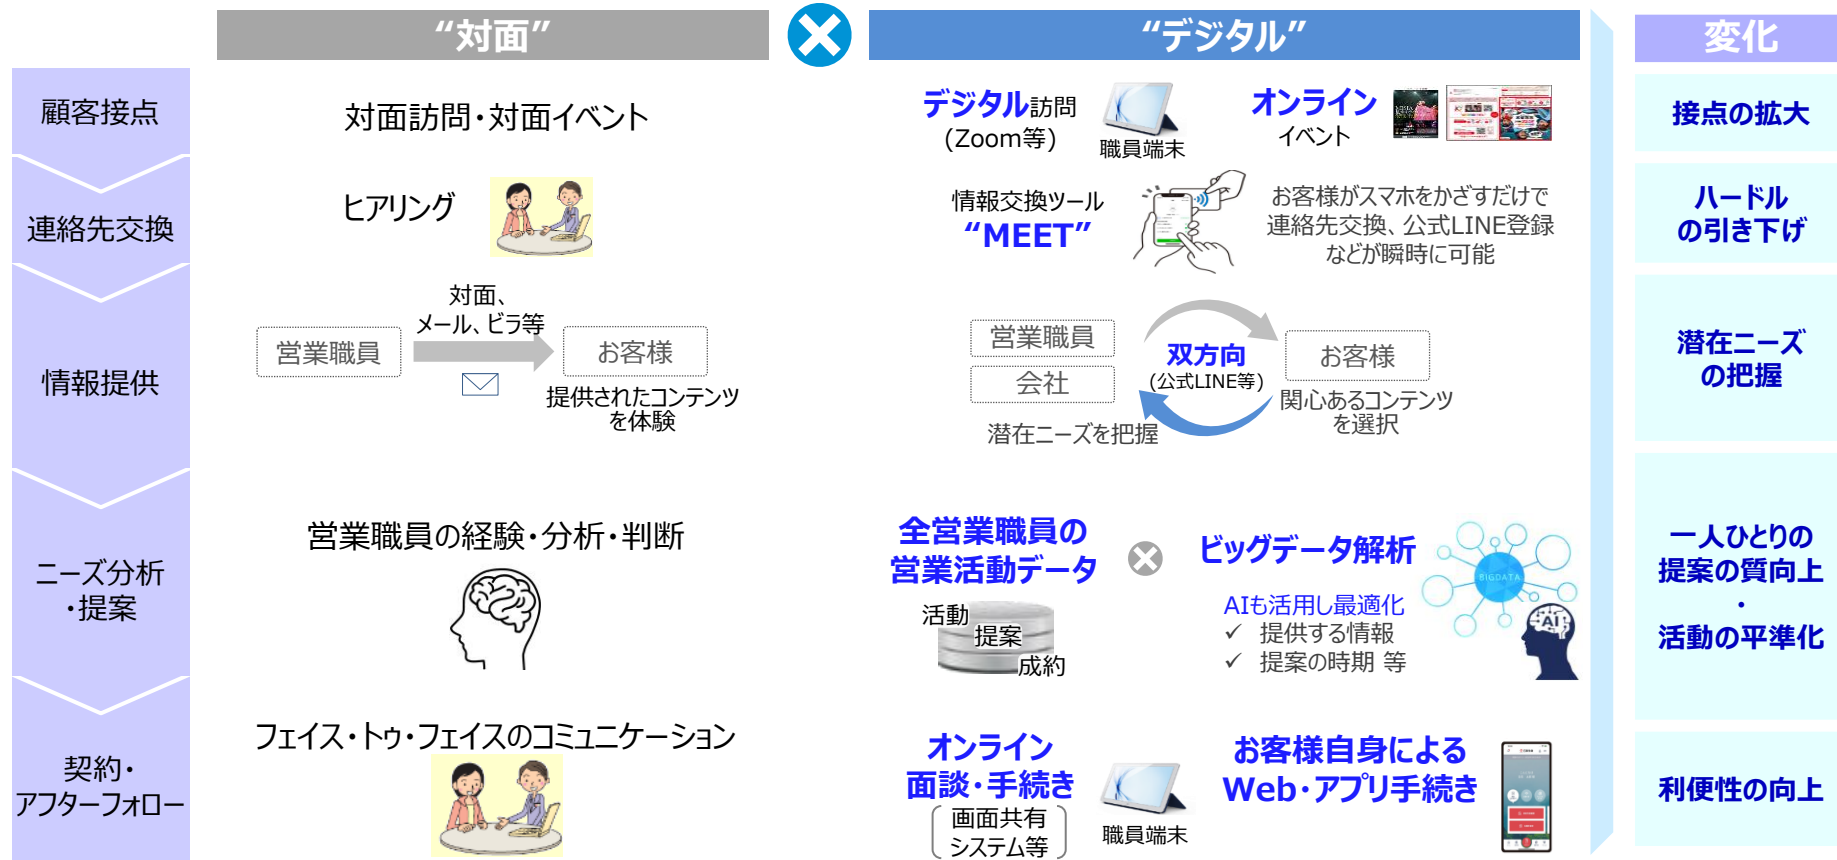 “対面”
“デジタル”
変化
顧客接点
対面訪問・対面イベント
デジタル訪問
(Zoom等)
職員端末
オンライン
イベント
接点の拡大
連絡先交換
ヒアリング
情報交換ツール
“MEET”
お客様がスマホをかざすだけで
連絡先交換、公式LINE登録
などが瞬時に可能
ハードル
の引き下げ
情報提供
営業職員
対面、
メール、ビラ等
お客様
提供されたコンテンツ
を体験
営業職員
会社
潜在ニーズを把握
双方向
(公式LINE等)
お客様
関心あるコンテンツ
を選択
潜在ニーズ
の把握
ニーズ分析
・提案
営業職員の経験・分析・判断
全営業職員の
営業活動データ
活動
提案
成約
ビッグデータ解析
AIも活用し最適化
✓ 提供する情報
✓ 提案の時期 等
BIGDATA
AI
一人ひとりの
提案の質向上
・
活動の平準化
契約・
アフターフォロー
フェイス・トゥ・フェイスのコミュニケーション
オンライン
面談・手続き
画面共有
システム等
職員端末
お客様自身による
Web・アプリ手続き
利便性の向上